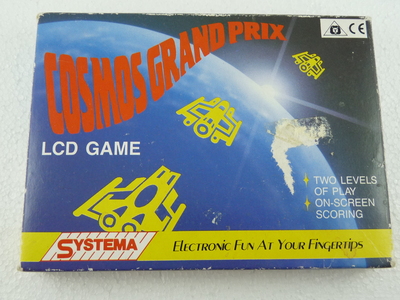 COSMOS GRAND PRIX
CE
LCD GAME
TWO LEVELS
OF PLAY
ON-SCREEN
SCORING
SYSTEMA
ELECTRONIC FUN AT YOUR FINGERTIPS